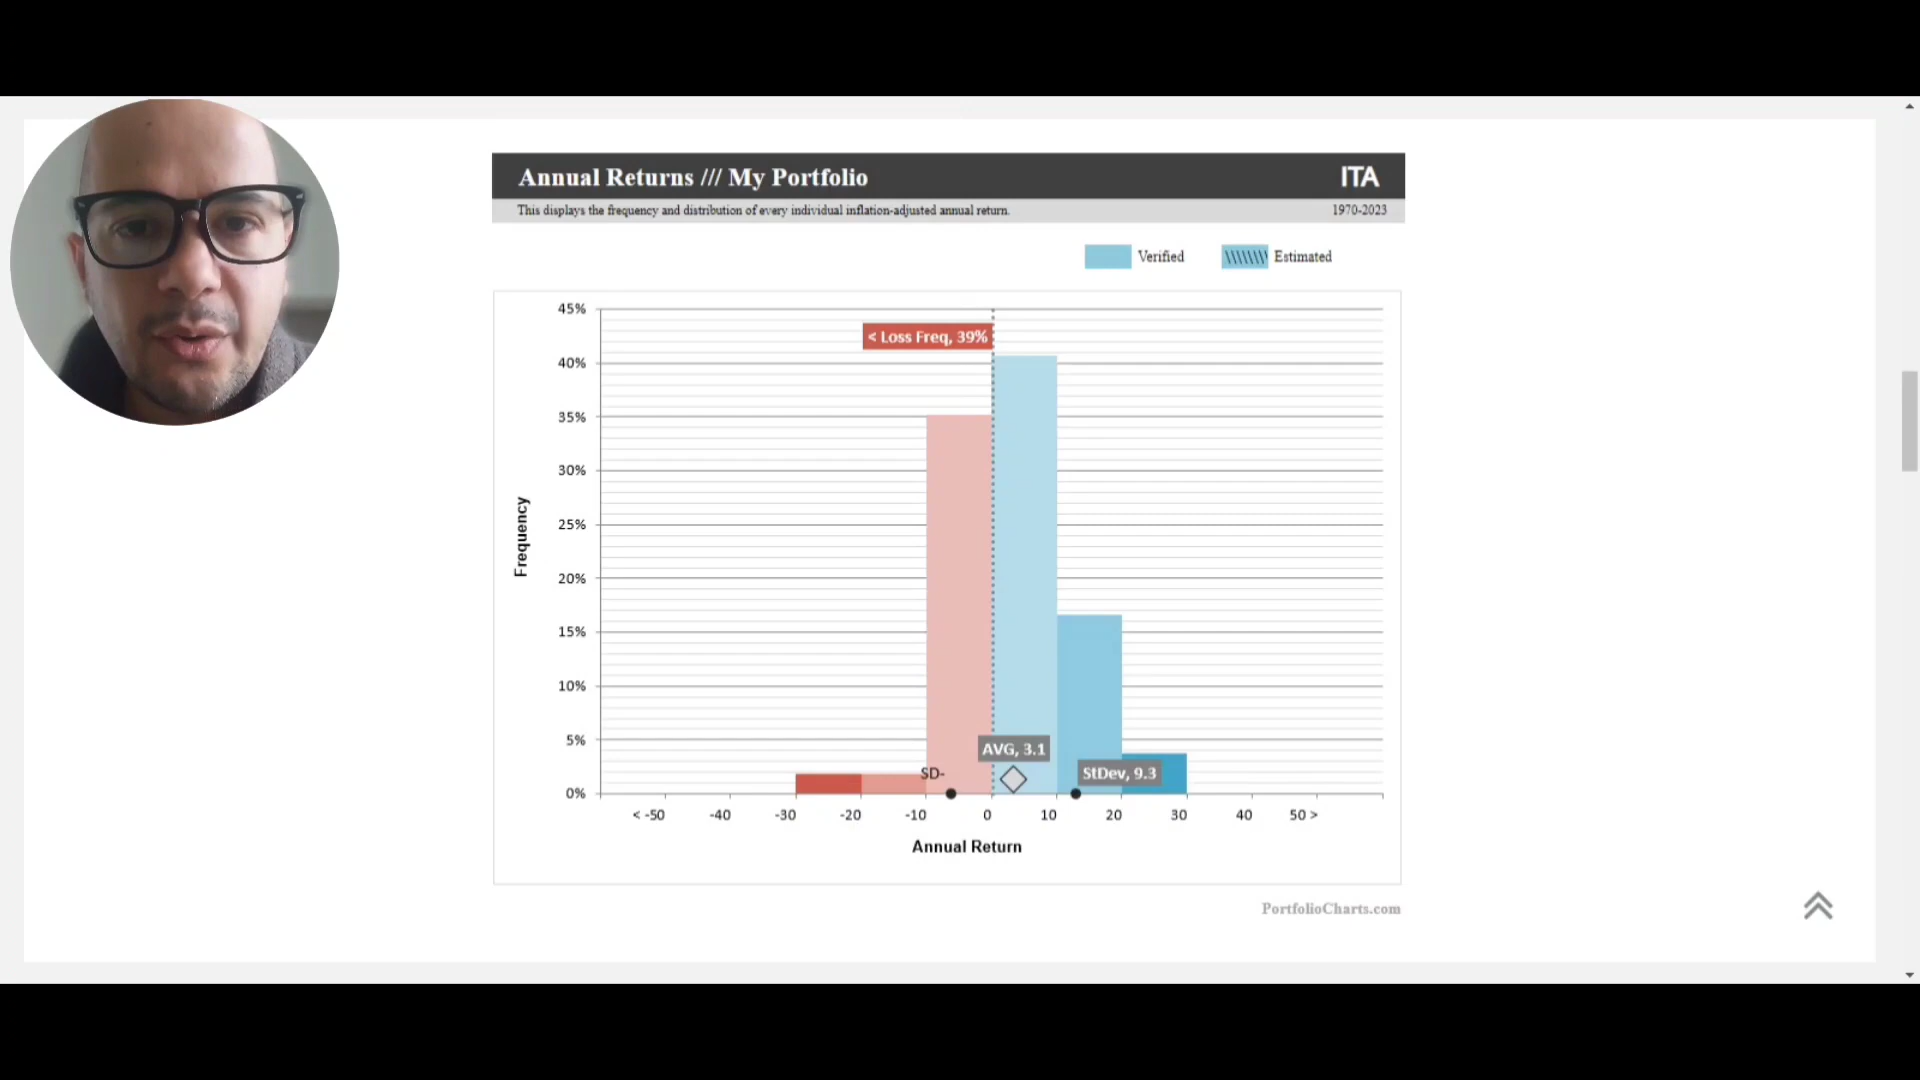 Annual Returns /// My Portfolio
ITA
This displays the frequency and distribution of every individual inflation-adjusted annual return.
1970-2023
Verified
Estimated
45%
40%
35%
30%
25%
20%
15%
10%
5%
0%
Frequency
< Loss Freq, 39%
AVG, 3.1
SD-
StDev, 9.3
< -50
-40
-30
-20
-10
0
10
20
30
40
50 >
Annual Return
PortfolioCharts.com